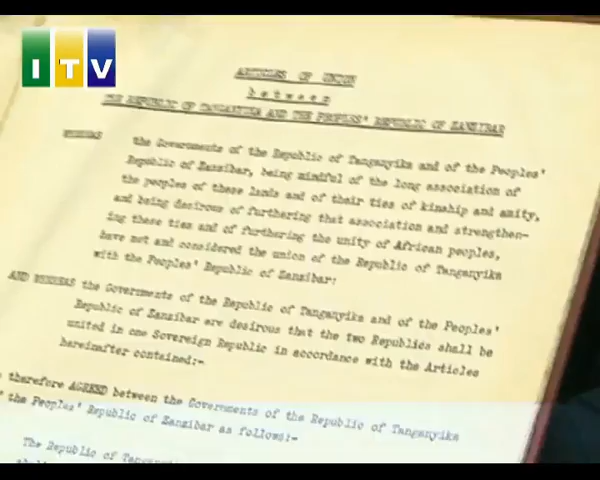 ITV
ARTICLES OF UNION
between
THE REPUBLIC OF TANGANYIKA AND THE PEOPLES' REPUBLIC OF ZANZIBAR
WHEREAS the Governments of the Republic of Tanganyika and of the Peoples'
Republic of Zanzibar, being mindful of the long association of
the peoples of these lands and of their ties of kinship and amity,
and being desirous of furthering that association and strengthen-
ing these ties and of furthering the unity of African peoples,
have met and considered the union of the Republic of Tanganyika
with the Peoples' Republic of Zanzibar:
AND WHEREAS the Governments of the Republic of Tanganyika and of the Peoples'
Republic of Zanzibar are desirous that the two Republics shall be
united in one Sovereign Republic in accordance with the Articles
hereinafter contained:-
therefore AGREED between the Governments of the Republic of Tanganyika
the Peoples' Republic of Zanzibar as follows:-
The Republic of